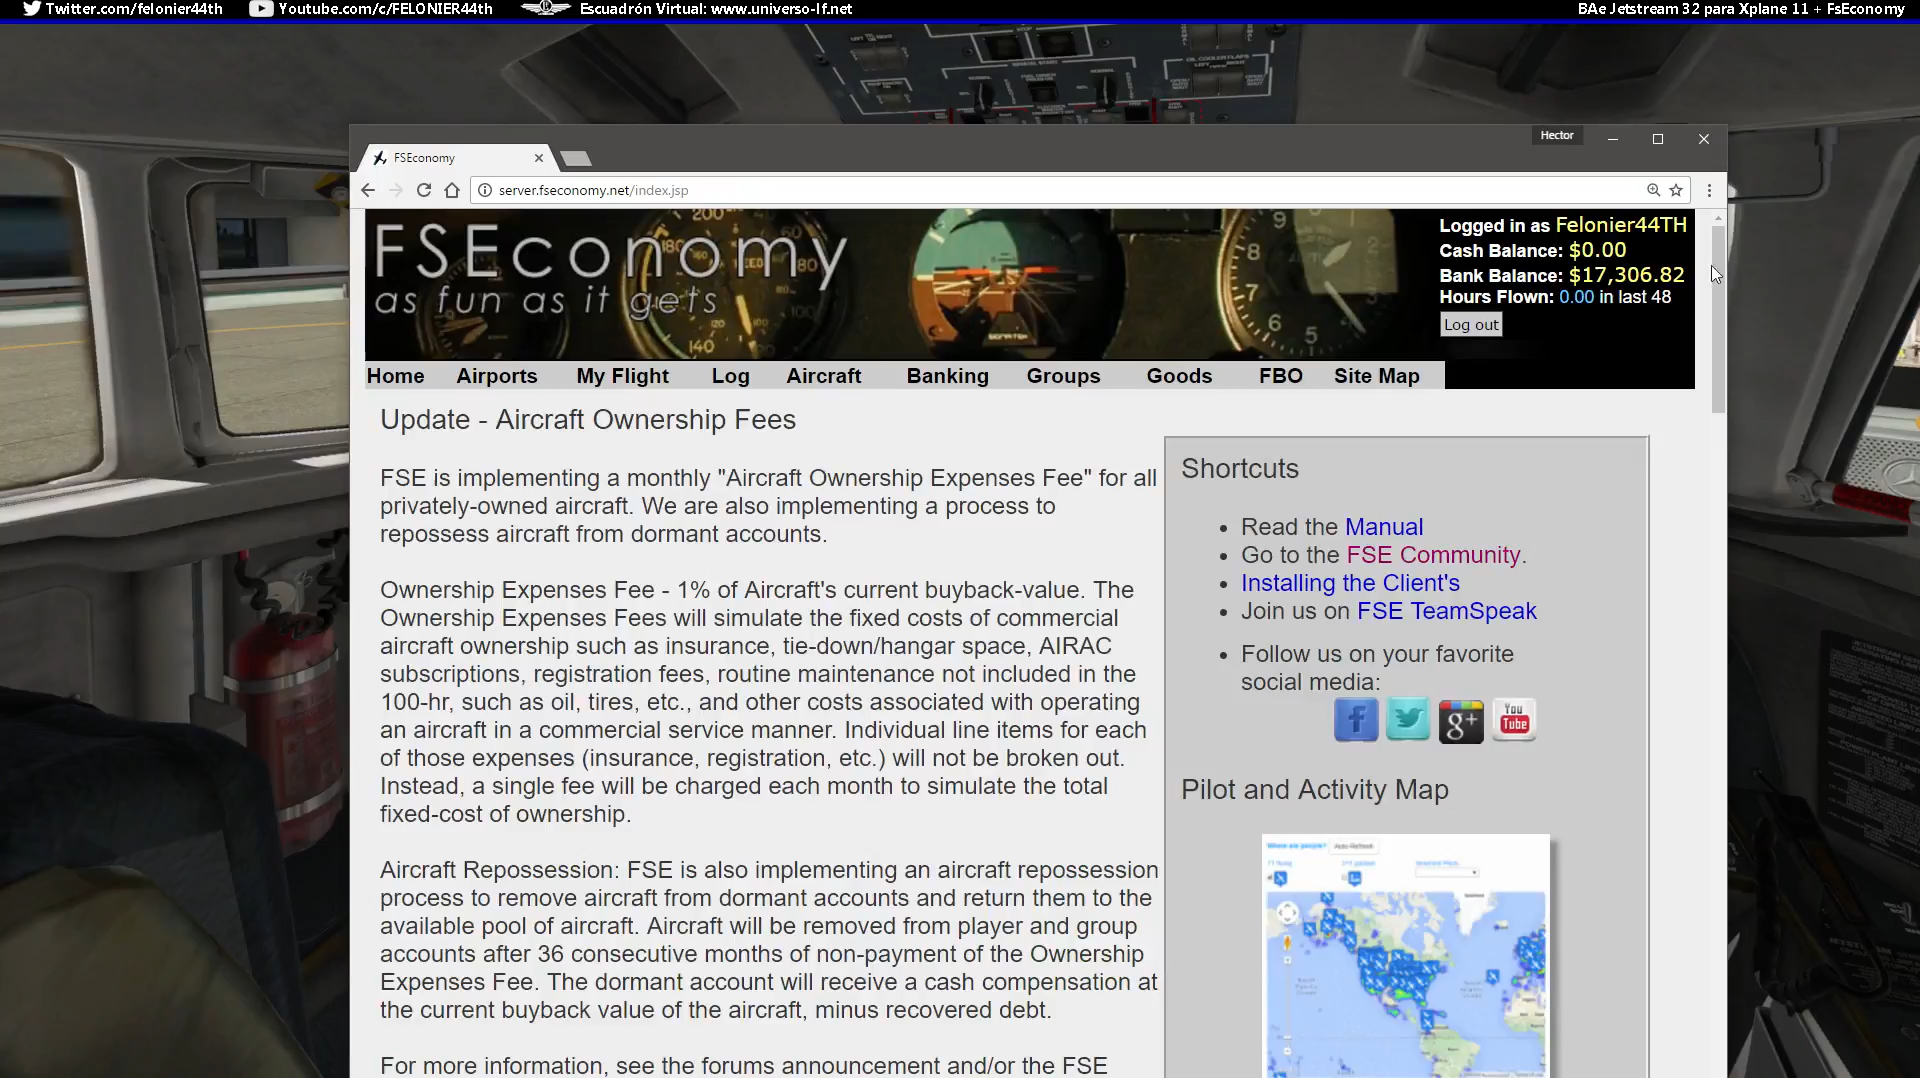 Twitter.com/felonier44th Youtube.com/c/FELONIER44th Escuadrón Virtual: www.universo-lf.net BAe Jetstream 32 para Xplane 11 + FsEconomy
Hector
FSEconomy
server.fseconomy.net/index.jsp
FSEconomy
as fun as it gets
Logged in as Felonier44TH
Cash Balance: $0.00
Bank Balance: $17,306.82
Hours Flown: 0.00 in last 48
Log out
Home Airports My Flight Log Aircraft Banking Groups Goods FBO Site Map
Update - Aircraft Ownership Fees
FSE is implementing a monthly "Aircraft Ownership Expenses Fee" for all
privately-owned aircraft. We are also implementing a process to
repossess aircraft from dormant accounts.
Ownership Expenses Fee - 1% of Aircraft's current buyback-value. The
Ownership Expenses Fees will simulate the fixed costs of commercial
aircraft ownership such as insurance, tie-down/hangar space, AIRAC
subscriptions, registration fees, routine maintenance not included in the
100-hr, such as oil, tires, etc., and other costs associated with operating
an aircraft in a commercial service manner. Individual line items for each
of those expenses (insurance, registration, etc.) will not be broken out.
Instead, a single fee will be charged each month to simulate the total
fixed-cost of ownership.
Aircraft Repossession: FSE is also implementing an aircraft repossession
process to remove aircraft from dormant accounts and return them to the
available pool of aircraft. Aircraft will be removed from player and group
accounts after 36 consecutive months of non-payment of the Ownership
Expenses Fee. The dormant account will receive a cash compensation at
the current buyback value of the aircraft, minus recovered debt.
For more information, see the forums announcement and/or the FSE
Shortcuts
Read the Manual
Go to the FSE Community.
Installing the Client's
Join us on FSE TeamSpeak
Follow us on your favorite
social media:
You
Tube
Pilot and Activity Map
Where are people? Auto-Refresh